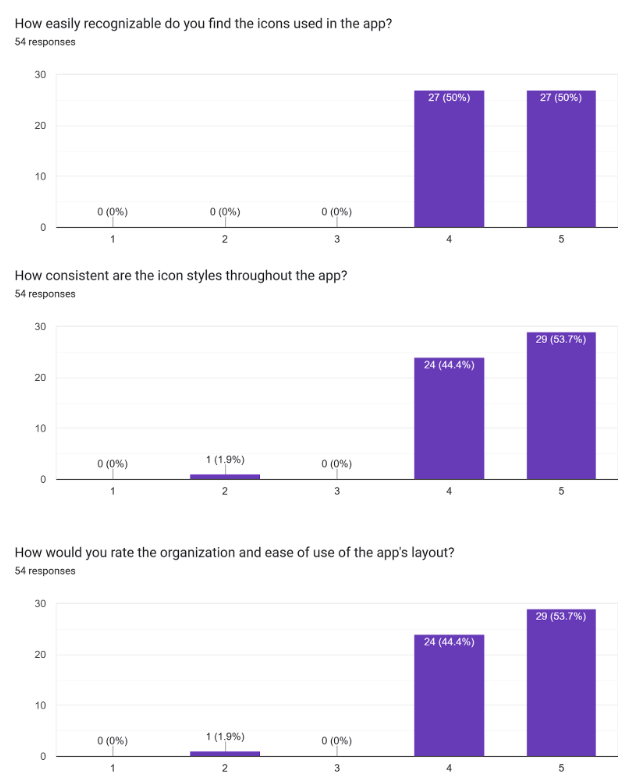 How easily recognizable do you find the icons used in the app?
54 responses
30
27 (50%) 27 (50%)
20
10
0 (0%) 0 (0%) 0 (0%)
0
1 2 3 4 5
How consistent are the icon styles throughout the app?
54 responses
30
29 (53.7%)
24 (44.4%)
20
10
0 (0%) 1 (1.9%) 0 (0%)
0
1 2 3 4 5
How would you rate the organization and ease of use of the app's layout?
54 responses
30
29 (53.7%)
24 (44.4%)
20
10
0 (0%) 1 (1.9%) 0 (0%)
0
1 2 3 4 5